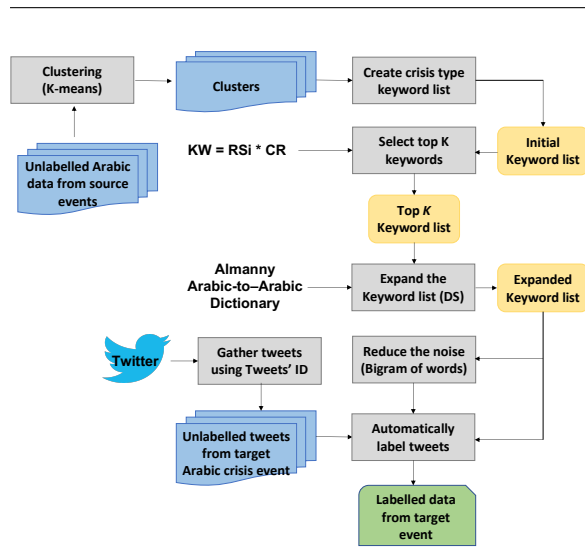 Clustering
(K-means)
Clusters
Create crisis type
keyword list
Unlabelled Arabic
data from source
events
KW = RSi * CR
Select top K
keywords
Initial
Keyword list
Top K
Keyword list
Almanny
Arabic-to–Arabic
Dictionary
Expand the
Keyword list (DS)
Expanded
Keyword list
Twitter
Gather tweets
using Tweets' ID
Reduce the noise
(Bigram of words)
Unlabelled tweets
from target
Arabic crisis event
Automatically
label tweets
Labelled data
from target
event